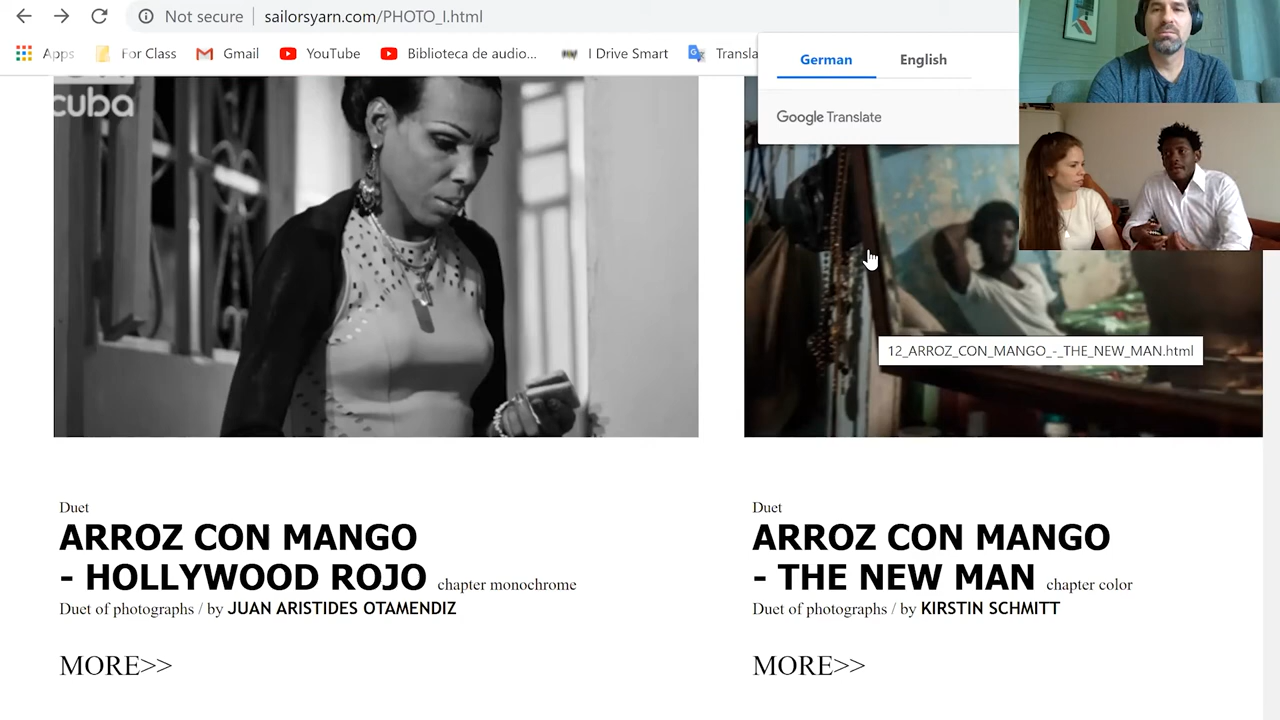 Not secure
sailorsyarn.com/PHOTO_I.html
Apps
For Class
Gmail
YouTube
Biblioteca de audio...
I Drive Smart
Transla
German
English
Google Translate
cuba
12_ARROZ_CON_MANGO_-_THE_NEW_MAN.html
Duet
ARROZ CON MANGO
- HOLLYWOOD ROJO chapter monochrome
Duet of photographs / by JUAN ARISTIDES OTAMENDIZ
MORE>>
Duet
ARROZ CON MANGO
- THE NEW MAN chapter color
Duet of photographs / by KIRSTIN SCHMITT
MORE>>